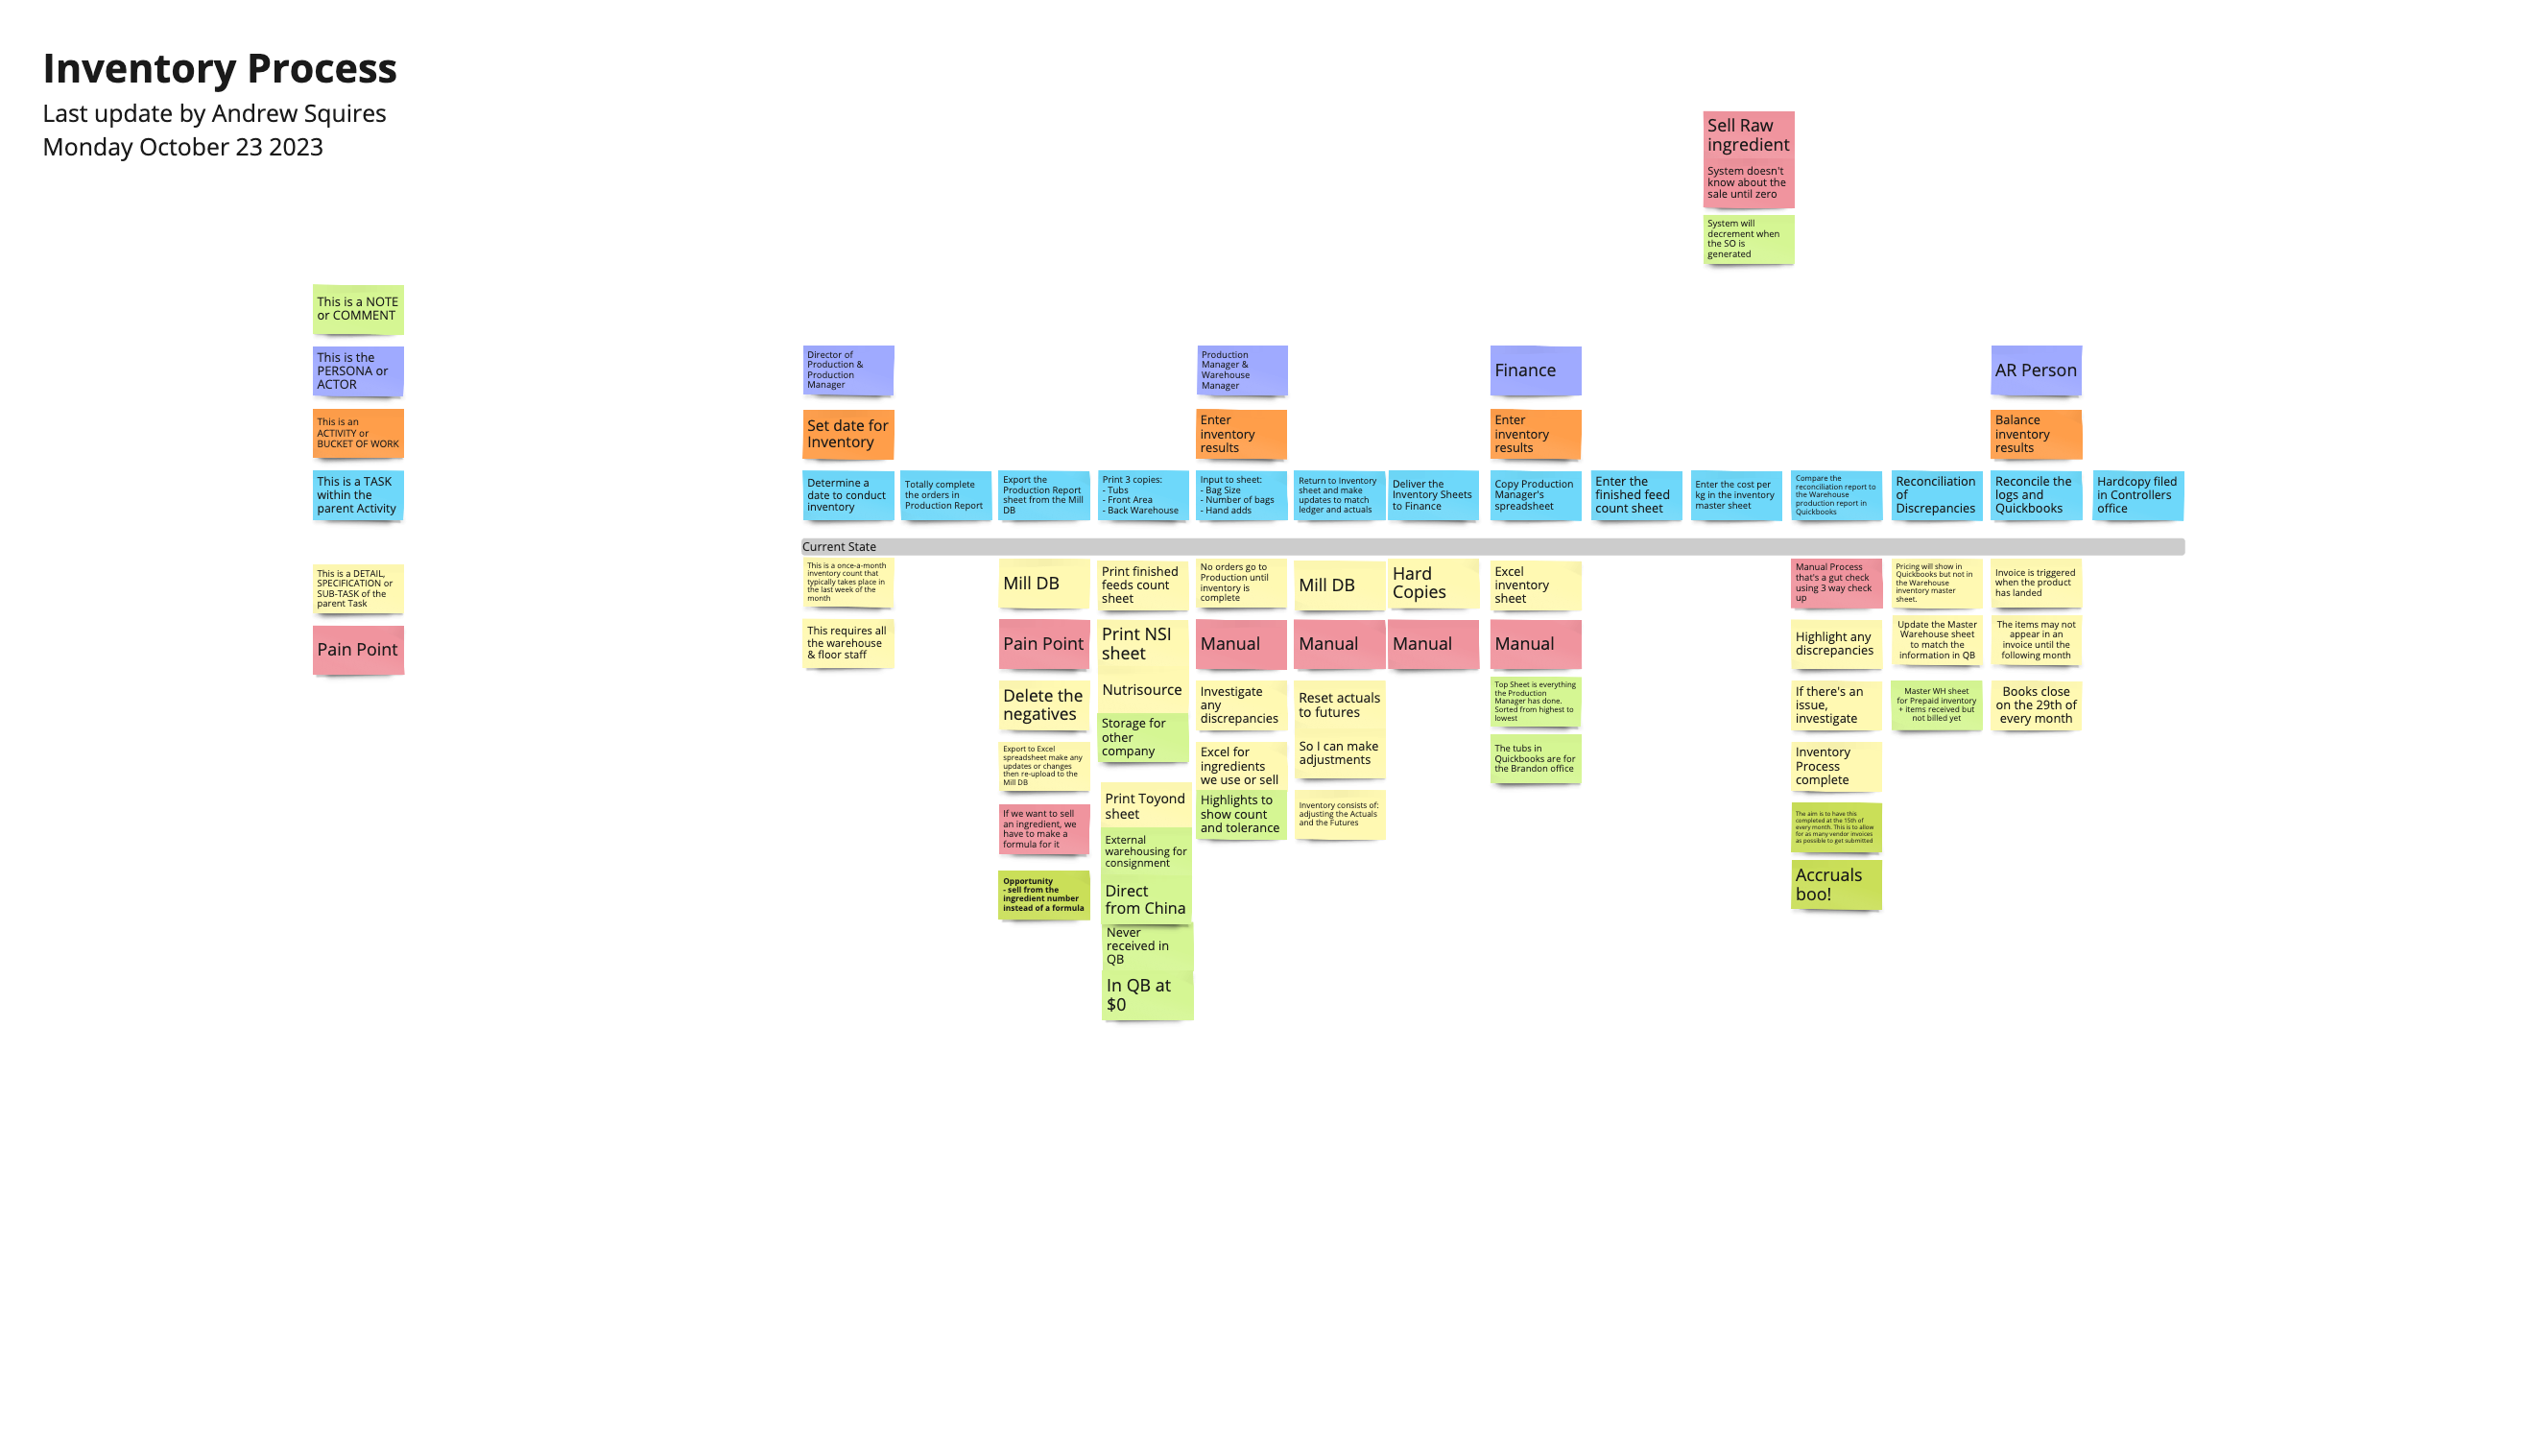 Inventory Process
Last update by Andrew Squires
Monday October 23 2023
Sell Raw
ingredient
System doesn't
know about the
sale until zero
System will
decrement when
the SO is
generated
This is a NOTE
or COMMENT
This is the
PERSONA or
ACTOR
This is an
ACTIVITY or
BUCKET OF WORK
This is a TASK
within the
parent Activity
This is a DETAIL,
SPECIFICATION or
SUB-TASK of the
parent Task
Pain Point
Director of
Production &
Production
Manager
Production
Manager &
Warehouse
Manager
Finance
AR Person
Set date for
Inventory
Enter
inventory
results
Enter
inventory
results
Balance
inventory
results
Determine a
date to conduct
inventory
Totally complete
the orders in
Production Report
Export the
Production Report
sheet from the Mill
DB
Print 3 copies:
- Tubs
- Front Area
- Back Warehouse
Input to sheet:
- Bag Size
- Number of bags
- Hand adds
Return to Inventory
sheet and make
updates to match
ledger and actuals
Deliver the
Inventory Sheets
to Finance
Copy Production
Manager's
spreadsheet
Enter the
finished feed
count sheet
Enter the cost per
kg in the inventory
master sheet
Compare the
reconciliation report to
the Warehouse
production report in
Quickbooks
Reconciliation
of
Discrepancies
Reconcile the
logs and
Quickbooks
Hardcopy filed
in Controllers
office
Current State
This is a once-a-month
inventory count that
typically takes place in
the last week of the
month
This requires all
the warehouse
& floor staff
Mill DB
Pain Point
Delete the
negatives
Export to Excel
spreadsheet make any
updates or changes
then re-upload to the
Mill DB
If we want to sell
an ingredient, we
have to make a
formula for it
Opportunity
- sell from the
ingredient number
instead of a formula
Print finished
feeds count
sheet
Print NSI
sheet
Nutrisource
Storage for
other
company
Print Toyond
sheet
External
warehousing for
consignment
Direct
from China
Never
received in
QB
In QB at
$0
No orders go to
Production until
inventory is
complete
Manual
Investigate
any
discrepancies
Excel for
ingredients
we use or sell
Highlights to
show count
and tolerance
Mill DB
Manual
Reset actuals
to futures
So I can make
adjustments
Inventory consists of:
adjusting the Actuals
and the Futures
Hard
Copies
Manual
Excel
inventory
sheet
Manual
Top Sheet is everything
the Production
Manager has done.
Sorted from highest to
lowest
The tubs in
Quickbooks are for
the Brandon office
Manual Process
that's a gut check
using 3 way check
up
Highlight any
discrepancies
If there's an
issue,
investigate
Inventory
Process
complete
The aim is to have this
completed at the 15th of
every month. This is to allow
for as many vendor invoices
as possible to get submitted
Accruals
boo!
Pricing will show in
Quickbooks but not in
the Warehouse
inventory master
sheet.
Update the Master
Warehouse sheet
to match the
information in QB
Master WH sheet
for Prepaid inventory
+ items received but
not billed yet
Invoice is triggered
when the product
has landed
The items may not
appear in an
invoice until the
following month
Books close
on the 29th of
every month